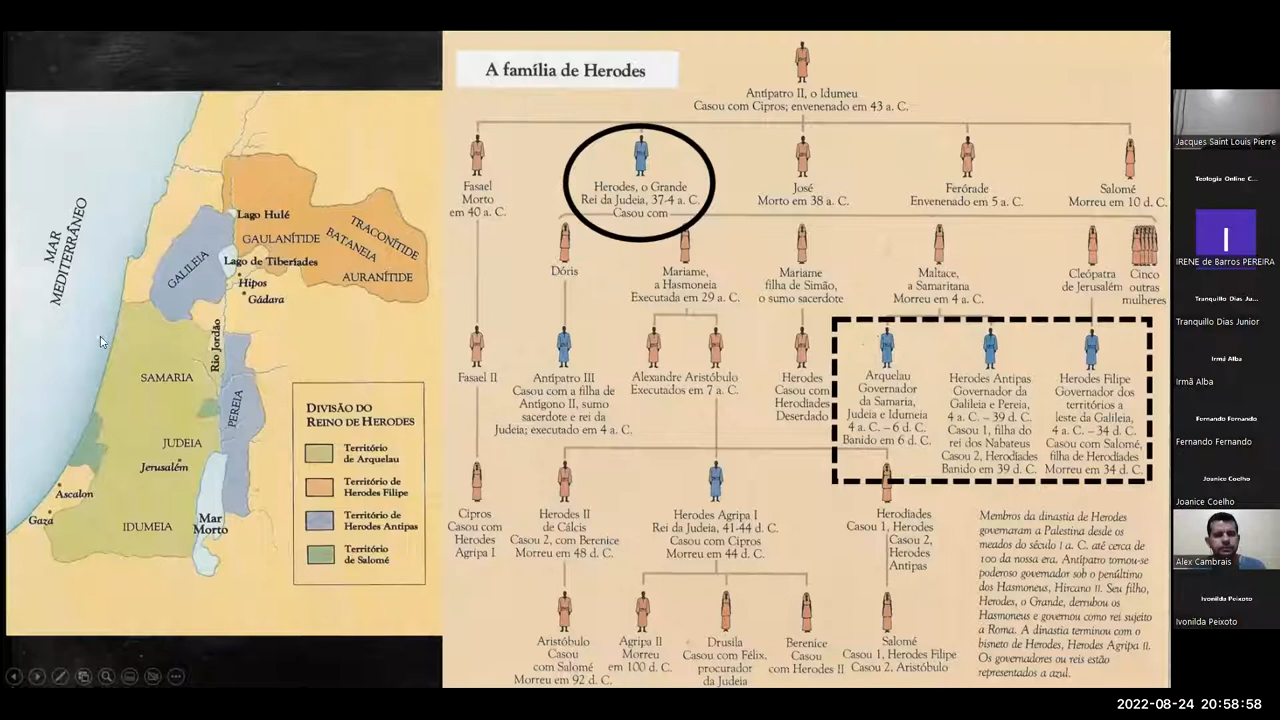 MAR
MEDITERRÂNEO
Lago Hulé
GAULANÍTIDE
TRACONÍTIDE
BATANEIA
AURANÍTIDE
GALILEIA
Lago de Tiberíades
Hipos
Gádara
Rio Jordão
SAMARIA
PEREIA
JUDEIA
Jerusalém
Ascalon
Gaza
IDUMEIA
Mar
Morto
DIVISÃO DO
REINO DE HERODES
Território
de Arquelau
Território de
Herodes Filipe
Território de
Herodes Antipas
Território
de Salomé
A família de Herodes
Antípatro II, o Idumeu
Casou com Cipros; envenenado em 43 a. C.
Fasael
Morto
em 40 a. C.
Herodes, o Grande
Rei da Judeia, 37-4 a. C.
Casou com
José
Morto em 38 a. C.
Ferórade
Envenenado em 5 a. C.
Salomé
Morreu em 10 d. C.
Dóris
Mariame,
a Hasmoneia
Executada em 29 a. C.
Mariame
filha de Simão,
o sumo sacerdote
Maltace,
a Samaritana
Morreu em 4 a. C.
Cleópatra
de Jerusalém
Cinco
outras
mulheres
Fasael II
Antípatro III
Casou com a filha de
Antígono II, sumo
sacerdote e rei da
Judeia; executado em 4 a. C.
Alexandre Aristóbulo
Executados em 7 a. C.
Herodes
Casou com
Herodíades
Deserdado
Arquelau
Governador
da Samaria,
Judeia e Idumeia
4 a. C. – 6 d. C.
Banido em 6 d. C.
Herodes Antipas
Governador da
Galileia e Pereia,
4 a. C. – 39 d. C.
Casou 1, filha do
rei dos Nabateus
Casou 2, Herodíades
Banido em 39 d. C.
Herodes Filipe
Governador dos
territórios a
leste da Galileia,
4 a. C. – 34 d. C.
Casou com Salomé,
filha de Herodíades
Morreu em 34 d. C.
Cipros
Casou com
Herodes
Agripa I
Herodes II
de Cálcis
Casou 2, com Berenice
Morreu em 48 d. C.
Herodes Agripa I
Rei da Judeia, 41-44 d. C.
Casou com Cipros
Morreu em 44 d. C.
Herodíades
Casou 1, Herodes
Casou 2,
Herodes
Antipas
Aristóbulo
Casou
com Salomé
Morreu em 92 d. C.
Agripa II
Morreu
em 100 d. C.
Drusila
Casou com Félix,
procurador
da Judeia
Berenice
Casou
com Herodes II
Salomé
Casou 1, Herodes Filipe
Casou 2, Aristóbulo
Membros da dinastia de Herodes
governaram a Palestina desde os
meados do século I a. C. até cerca de
100 da nossa era. Antípatro tornou-se
poderoso governador sob o penúltimo
dos Hasmoneus, Hircano II. Seu filho,
Herodes, o Grande, derrubou os
Hasmoneus e governou como rei sujeito
a Roma. A dinastia terminou com o
bisneto de Herodes, Herodes Agripa II.
Os governadores ou reis estão
representados a azul.
Jacques Saint Louis Pierre
Teologia Online C...
I
IRENE de Barros PEREIRA
Tranquillo Dias Ju...
Tranquillo Dias Junior
Irmã Alba
Irmã Alba
Fernando Fernando
Fernando Fernando
Joanice Coelho
Joanice Coelho
Alex Cambrais
Ivonilda Peixoto
Ivonilda Peixoto
2022-08-24 20:58:58